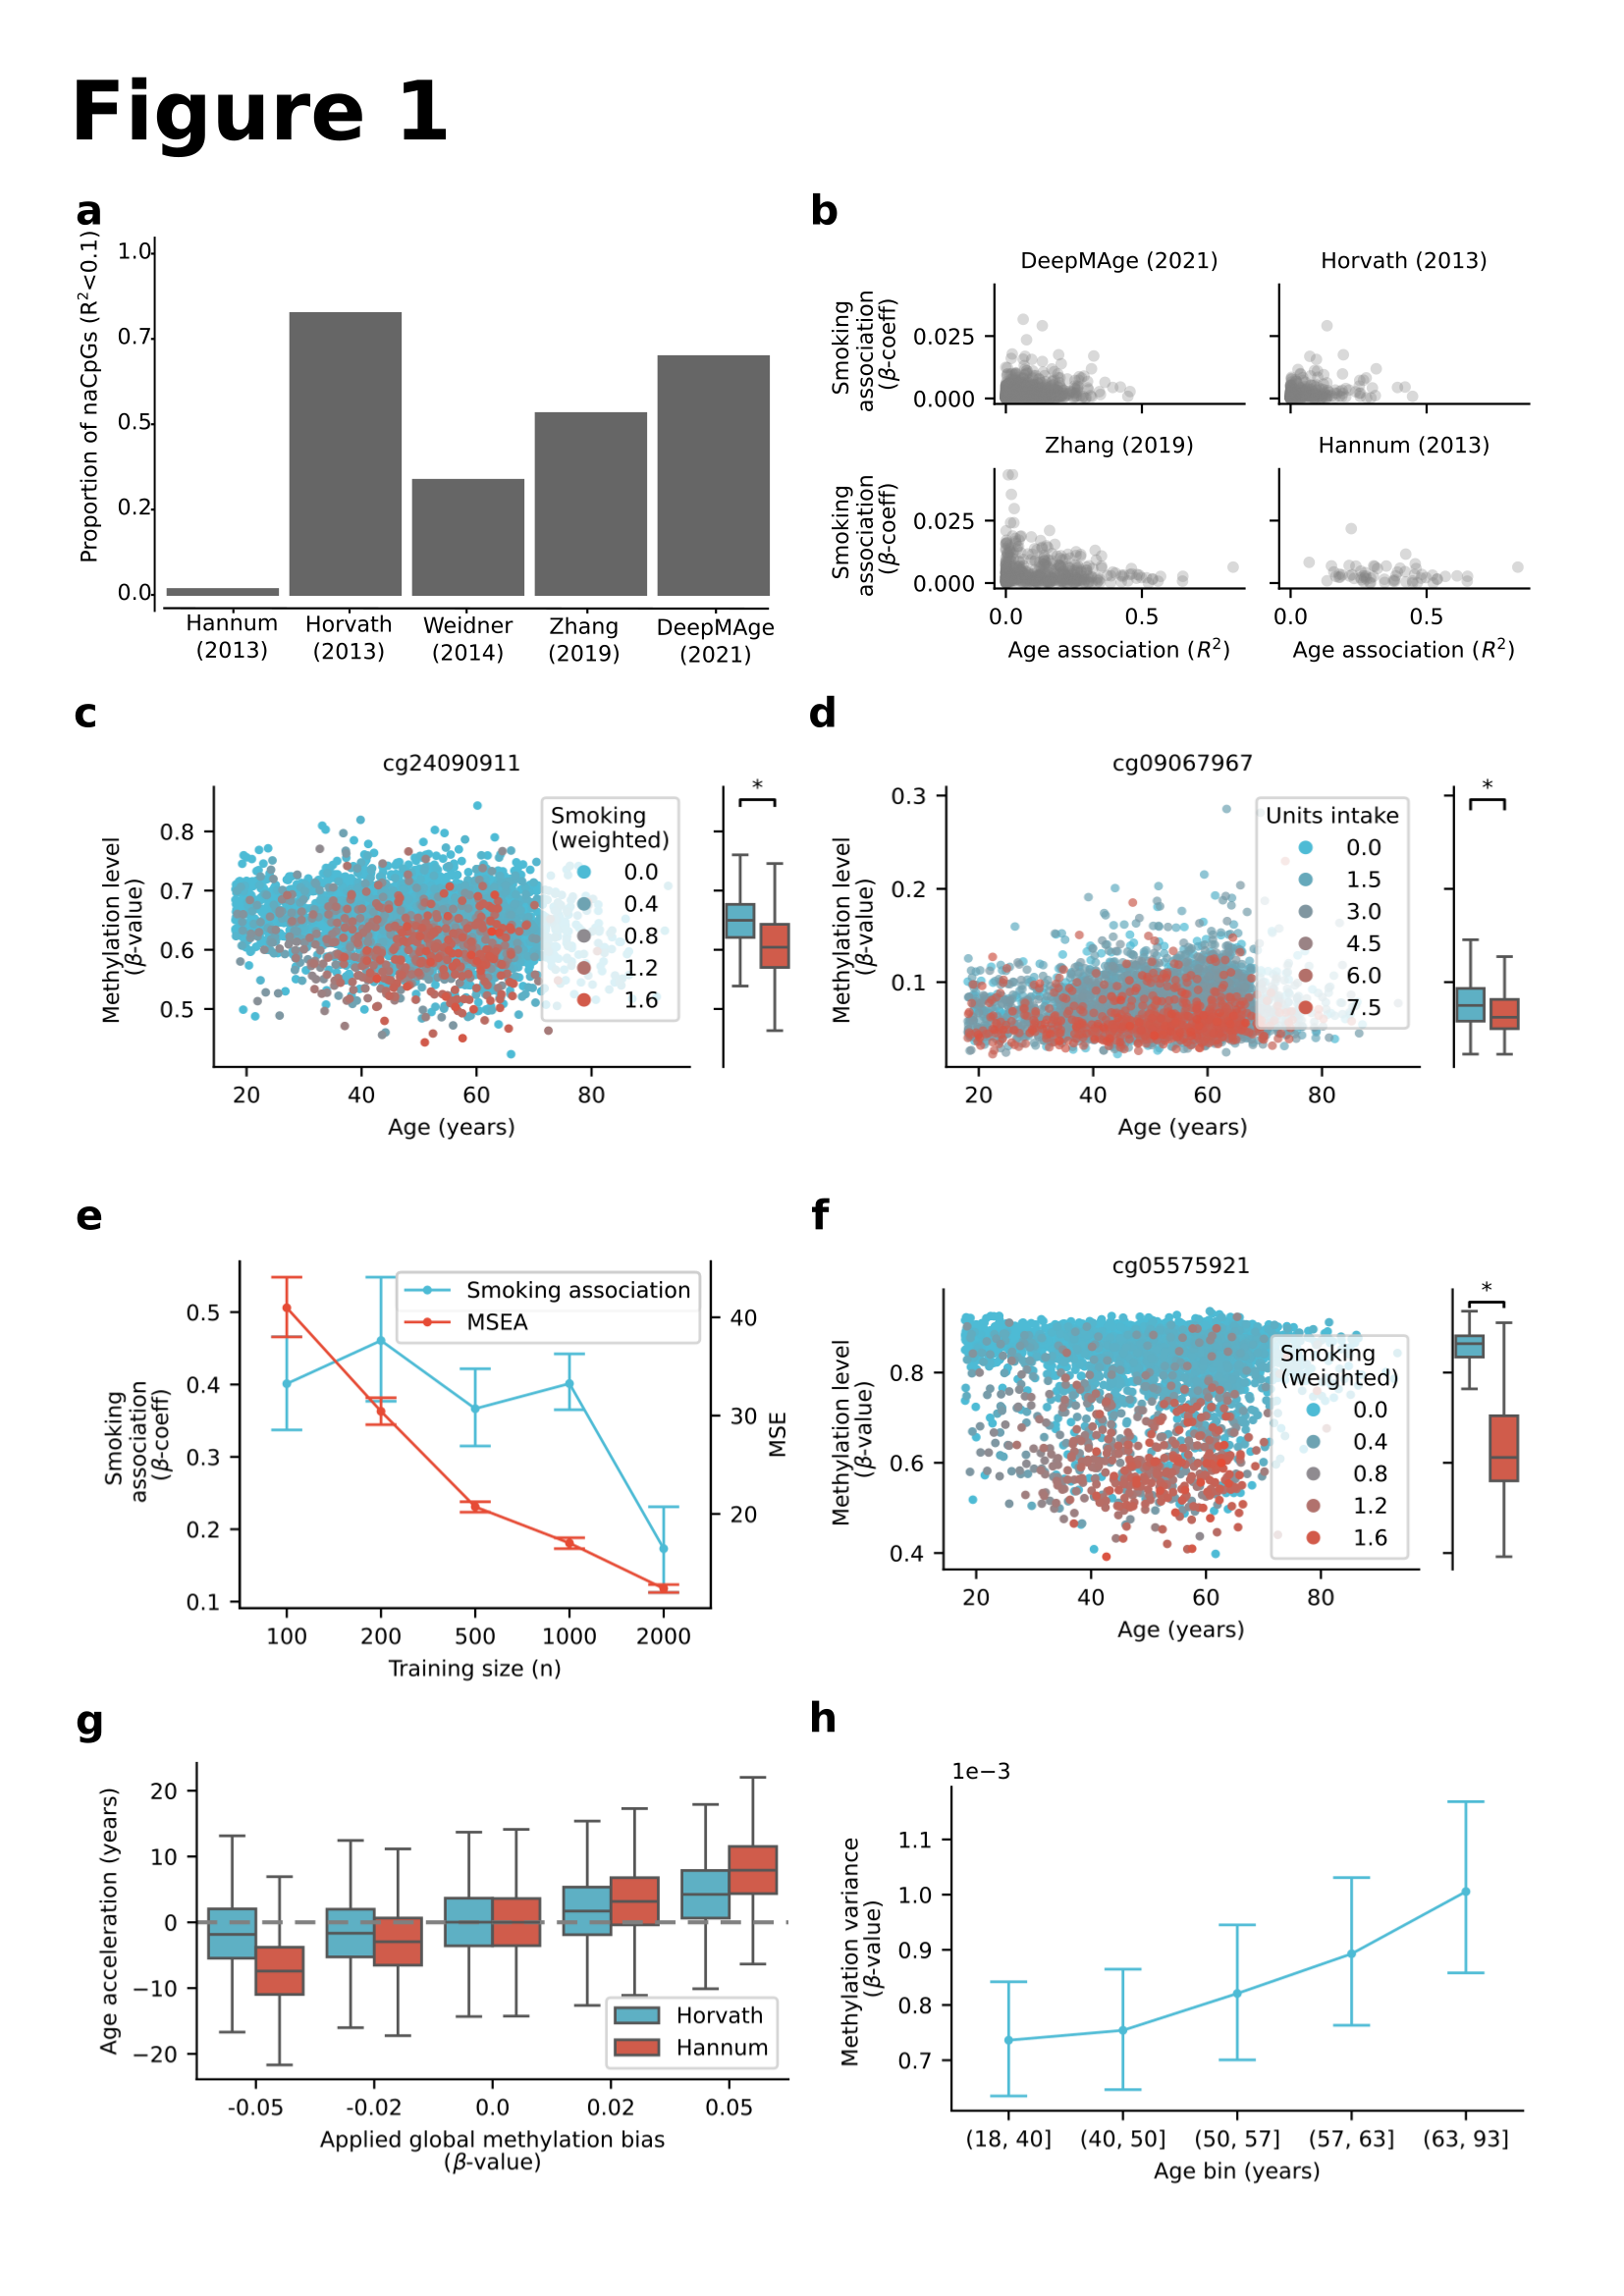 Figure 1
a
Proportion of naCpGs (R²<0.1)
1.0
0.7
0.5
0.2
0.0
Hannum
(2013)
Horvath
(2013)
Weidner
(2014)
Zhang
(2019)
DeepMAge
(2021)
b
DeepMAge (2021)
Horvath (2013)
Smoking
association
(β-coeff)
0.025
0.000
Zhang (2019)
Hannum (2013)
Smoking
association
(β-coeff)
0.025
0.000
0.0 0.5
0.0 0.5
Age association (R²)
Age association (R²)
c
cg24090911
*
Methylation level
(β-value)
0.8
0.7
0.6
0.5
Smoking
(weighted)
0.0
0.4
0.8
1.2
1.6
20 40 60 80
Age (years)
d
cg09067967
*
Methylation level
(β-value)
0.3
0.2
0.1
Units intake
0.0
1.5
3.0
4.5
6.0
7.5
20 40 60 80
Age (years)
e
Smoking
association
(β-coeff)
0.5
0.4
0.3
0.2
0.1
Smoking association
MSEA
40
30
20
MSE
100 200 500 1000 2000
Training size (n)
f
cg05575921
*
Methylation level
(β-value)
0.8
0.6
0.4
Smoking
(weighted)
0.0
0.4
0.8
1.2
1.6
20 40 60 80
Age (years)
g
Age acceleration (years)
20
10
0
−10
−20
Horvath
Hannum
-0.05 -0.02 0.0 0.02 0.05
Applied global methylation bias
(β-value)
h
1e−3
Methylation variance
(β-value)
1.1
1.0
0.9
0.8
0.7
(18, 40] (40, 50] (50, 57] (57, 63] (63, 93]
Age bin (years)